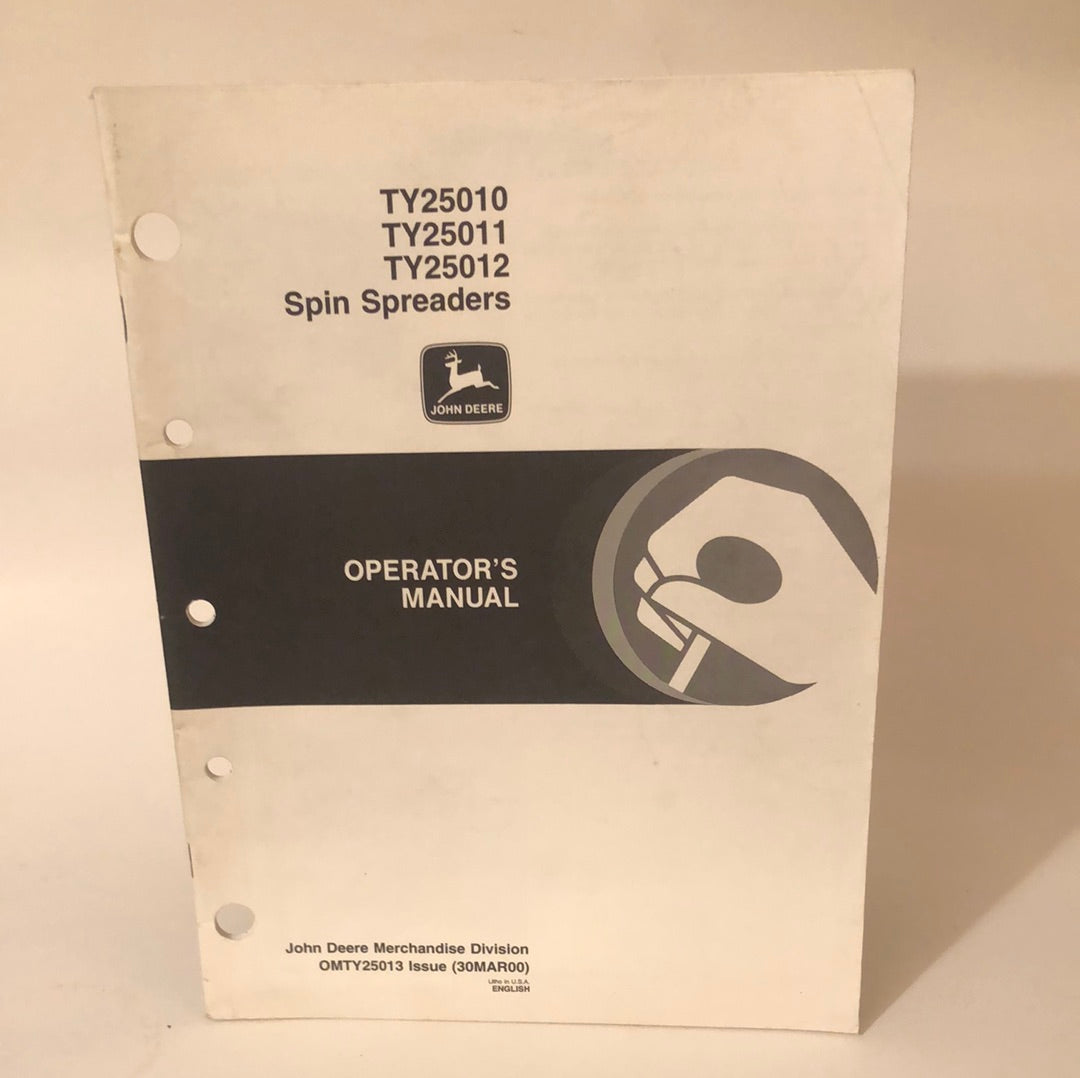 TY25010
TY25011
TY25012
Spin Spreaders
JOHN DEERE
OPERATOR'S
MANUAL
John Deere Merchandise Division
OMTY25013 Issue (30MAR00)
Litho in U.S.A.
ENGLISH